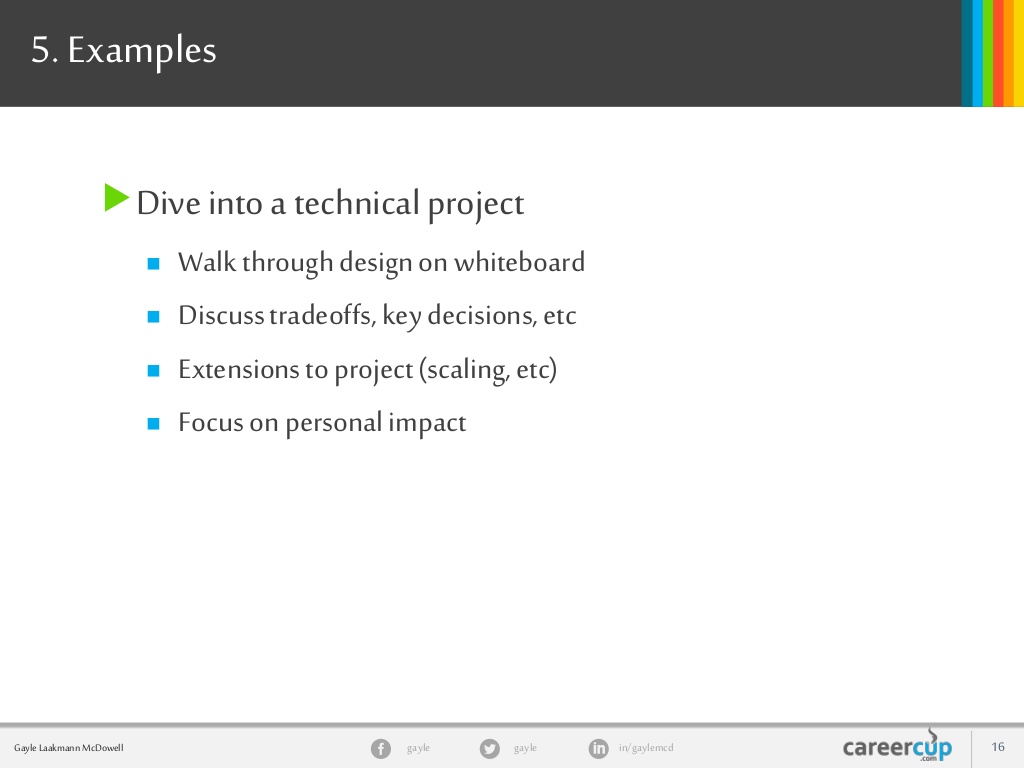 5. Examples
Dive into a technical project
Walk through design on whiteboard
Discuss tradeoffs, key decisions, etc
Extensions to project (scaling, etc)
Focus on personal impact
Gayle Laakmann McDowell
gayle
gayle
in/gaylemcd
careercup
.com
16